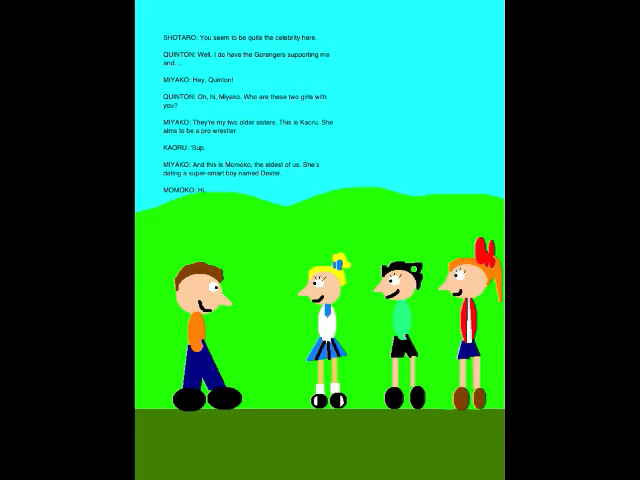 SHOTARO: You seem to be quite the celebrity here.
QUINTON: Well, I do have the Gorengers supporting me
and...
MIYAKO: Hey, Quinton!
QUINTON: Oh, hi, Miyako. Who are these two girls with
you?
MIYAKO: They're my two older sisters. This is Kaoru. She
aims to be a pro wrestler.
KAORU: 'Sup.
MIYAKO: And this is Momoko, the eldest of us. She's
dating a super-smart boy named Dexter.
MOMOKO: Hi.